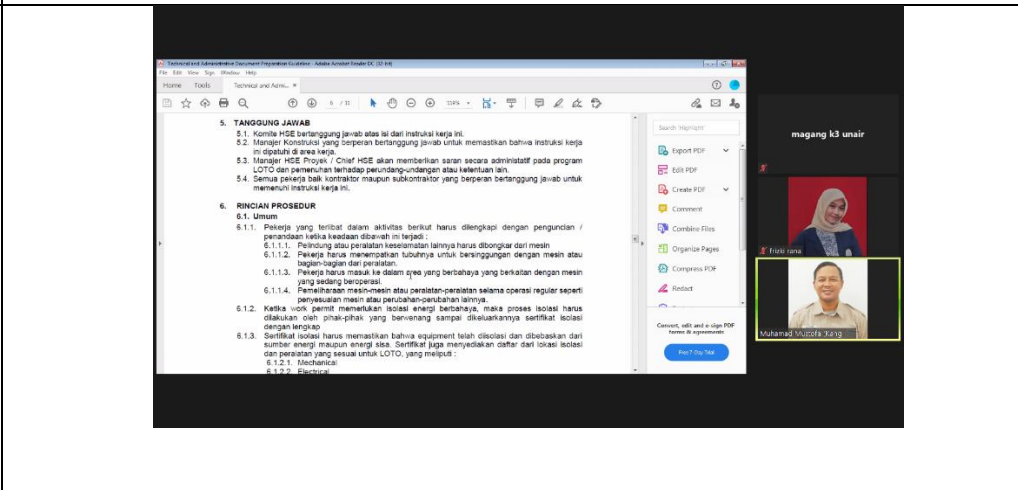 Technical and Administrative Document Preparation Guideline - Adobe Acrobat Reader DC (32-bit)
File Edit View Sign Window Help
Home Tools Technical and Admi... ×
6 / 11
Search 'Highlight'
Export PDF
Edit PDF
Create PDF
Comment
Combine Files
Organize Pages
Compress PDF
Redact
Convert, edit and e-sign PDF
forms & agreements
Free 7-Day Trial
5. TANGGUNG JAWAB
5.1. Komite HSE bertanggung jawab atas isi dari instruksi kerja ini.
5.2. Manajer Konstruksi yang berperan bertanggung jawab untuk memastikan bahwa instruksi kerja
ini dipatuhi di area kerja.
5.3. Manajer HSE Proyek / Chief HSE akan memberikan saran secara administatif pada program
LOTO dan pemenuhan terhadap perundang-undangan atau ketentuan lain.
5.4. Semua pekerja baik kontraktor maupun subkontraktor yang berperan bertanggung jawab untuk
memenuhi instruksi kerja ini.
6. RINCIAN PROSEDUR
6.1. Umum
6.1.1. Pekerja yang terlibat dalam aktivitas berikut harus dilengkapi dengan penguncian /
penandaan ketika keadaan dibawah ini terjadi :
6.1.1.1. Pelindung atau peralatan keselamatan lainnya harus dibongkar dari mesin
6.1.1.2. Pekerja harus menempatkan tubuhnya untuk bersinggungan dengan mesin atau
bagian-bagian dari peralatan.
6.1.1.3. Pekerja harus masuk ke dalam area yang berbahaya yang berkaitan dengan mesin
yang sedang beroperasi.
6.1.1.4. Pemeliharaan mesin-mesin atau peralatan-peralatan selama operasi regular seperti
penyesuaian mesin atau perubahan-perubahan lainnya.
6.1.2. Ketika work permit memerlukan isolasi energi berbahaya, maka proses isolasi harus
dilakukan oleh pihak-pihak yang berwenang sampai dikeluarkannya sertifikat isolasi
dengan lengkap
6.1.3. Sertifikat isolasi harus memastikan bahwa equipment telah diisolasi dan dibebaskan dari
sumber energi maupun energi sisa. Sertifikat juga menyediakan daftar dari lokasi isolasi
dan peralatan yang sesuai untuk LOTO, yang meliputi :
6.1.2.1. Mechanical
6.1.2.2. Electrical
magang k3 unair
frizki rana
Muhamad Mustofa (Kang